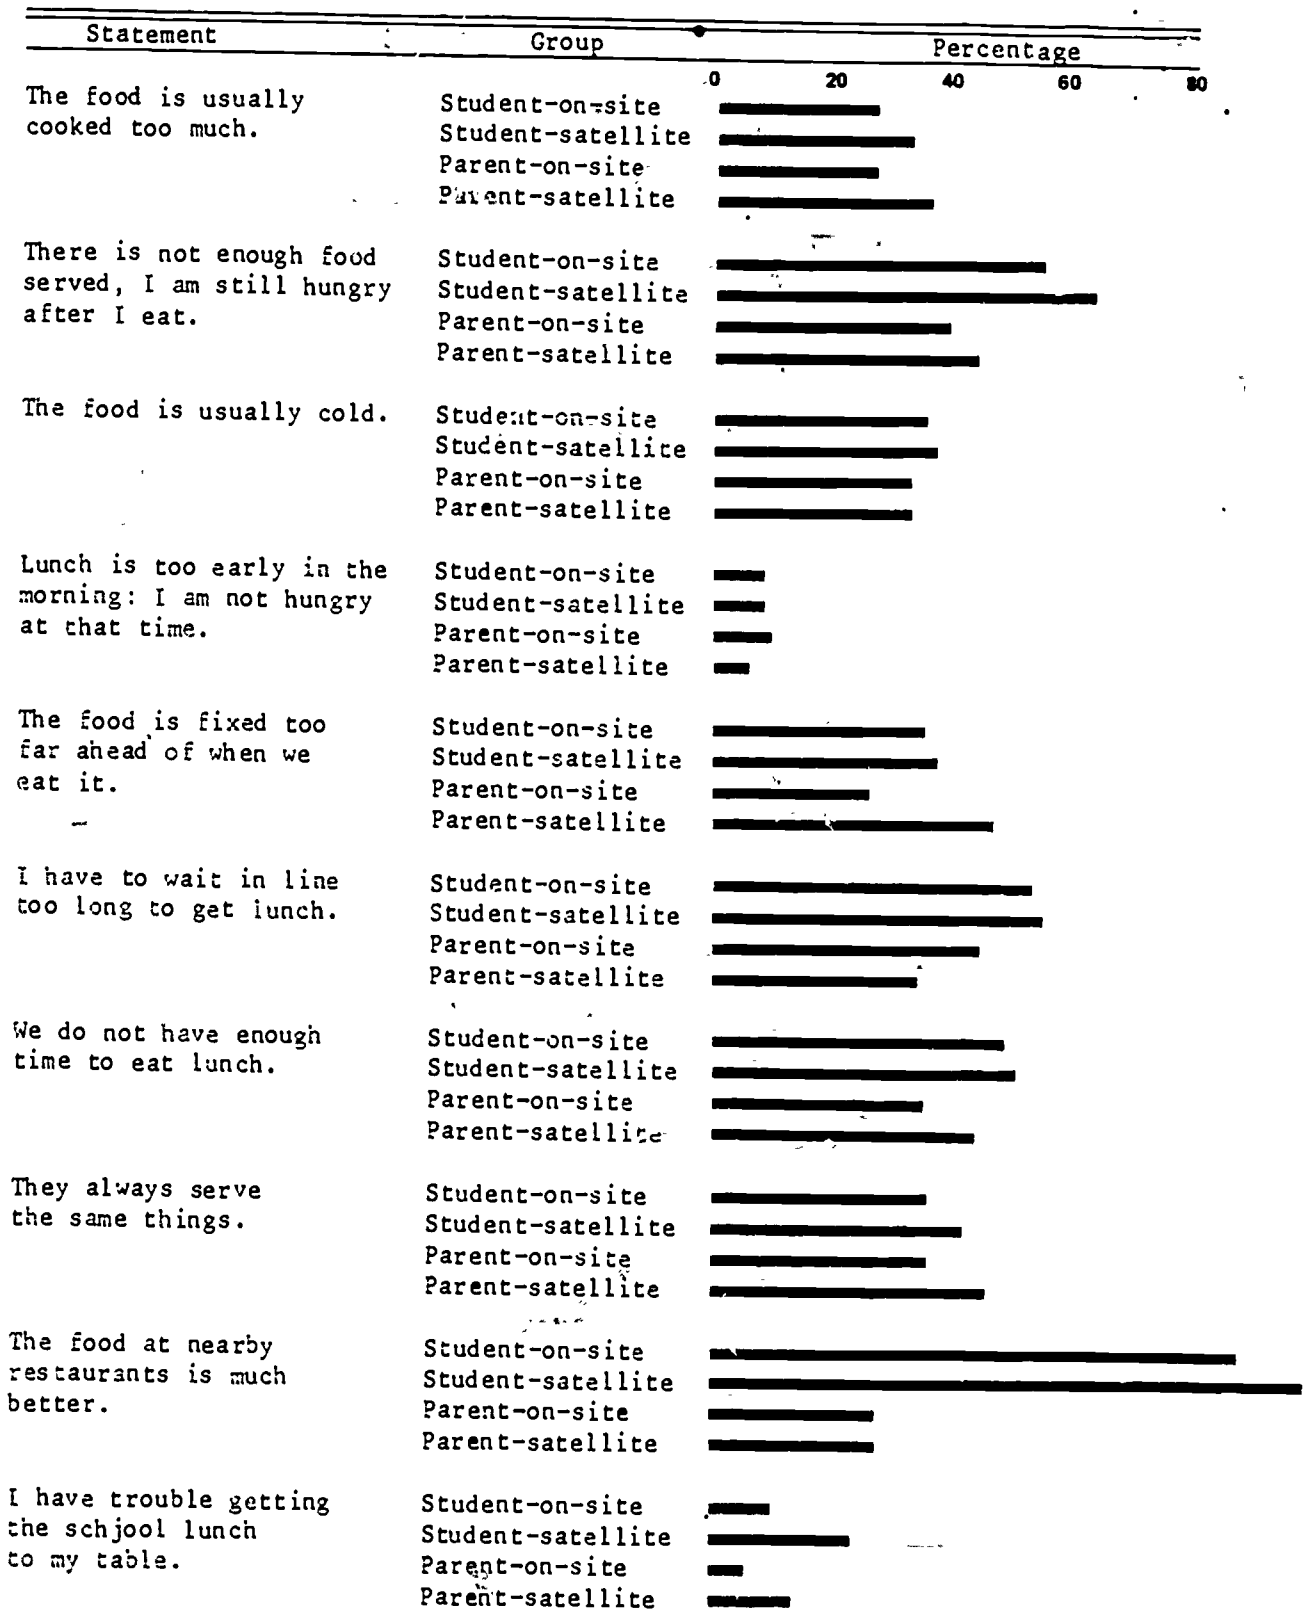 Statement Group Percentage
0 20 40 60 80
The food is usually Student-on-site
cooked too much. Student-satellite
Parent-on-site
Parent-satellite
There is not enough food Student-on-site
served, I am still hungry Student-satellite
after I eat. Parent-on-site
Parent-satellite
The food is usually cold. Student-on-site
Student-satellite
Parent-on-site
Parent-satellite
Lunch is too early in the Student-on-site
morning: I am not hungry Student-satellite
at that time. Parent-on-site
Parent-satellite
The food is fixed too Student-on-site
far ahead of when we Student-satellite
eat it. Parent-on-site
Parent-satellite
I have to wait in line Student-on-site
too long to get lunch. Student-satellite
Parent-on-site
Parent-satellite
We do not have enough Student-on-site
time to eat lunch. Student-satellite
Parent-on-site
Parent-satellite
They always serve Student-on-site
the same things. Student-satellite
Parent-on-site
Parent-satellite
The food at nearby Student-on-site
restaurants is much Student-satellite
better. Parent-on-site
Parent-satellite
I have trouble getting Student-on-site
the schjool lunch Student-satellite
to my table. Parent-on-site
Parent-satellite